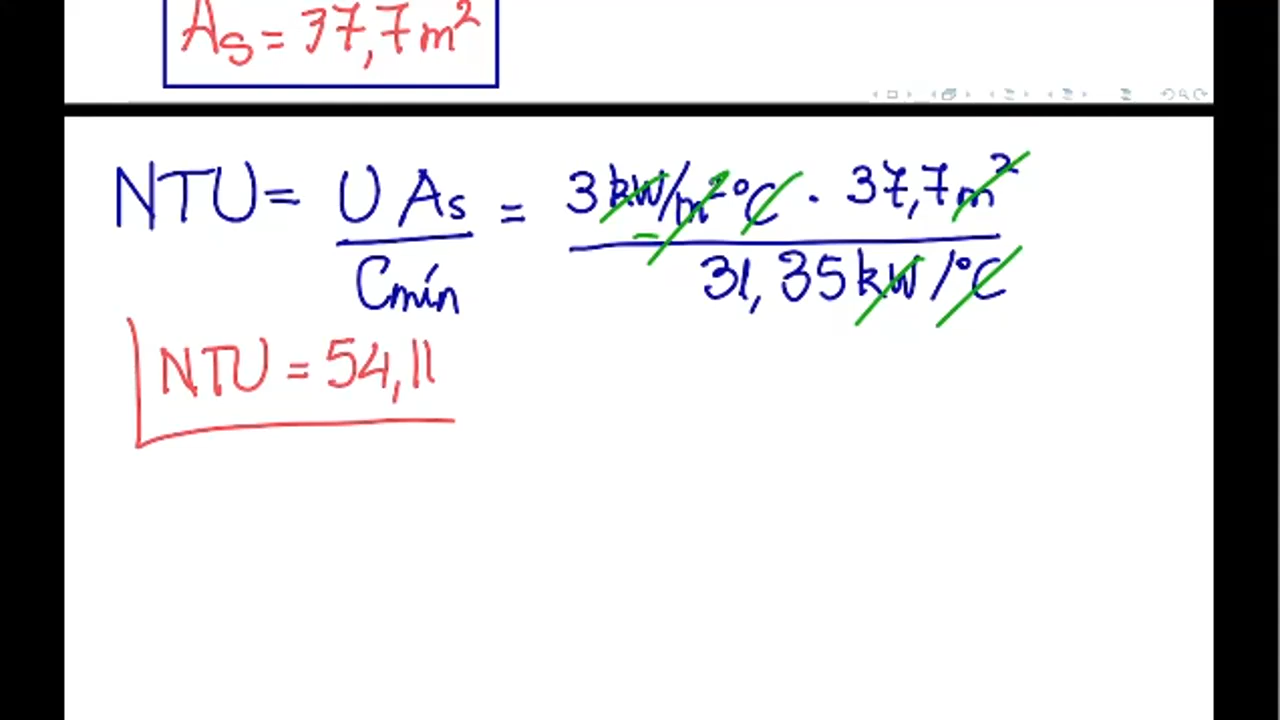 As = 37,7 m²
NTU = U As / Cmín = 3 kW/m²°C · 37,7 m² / 31,35 kW/°C
NTU = 54,11